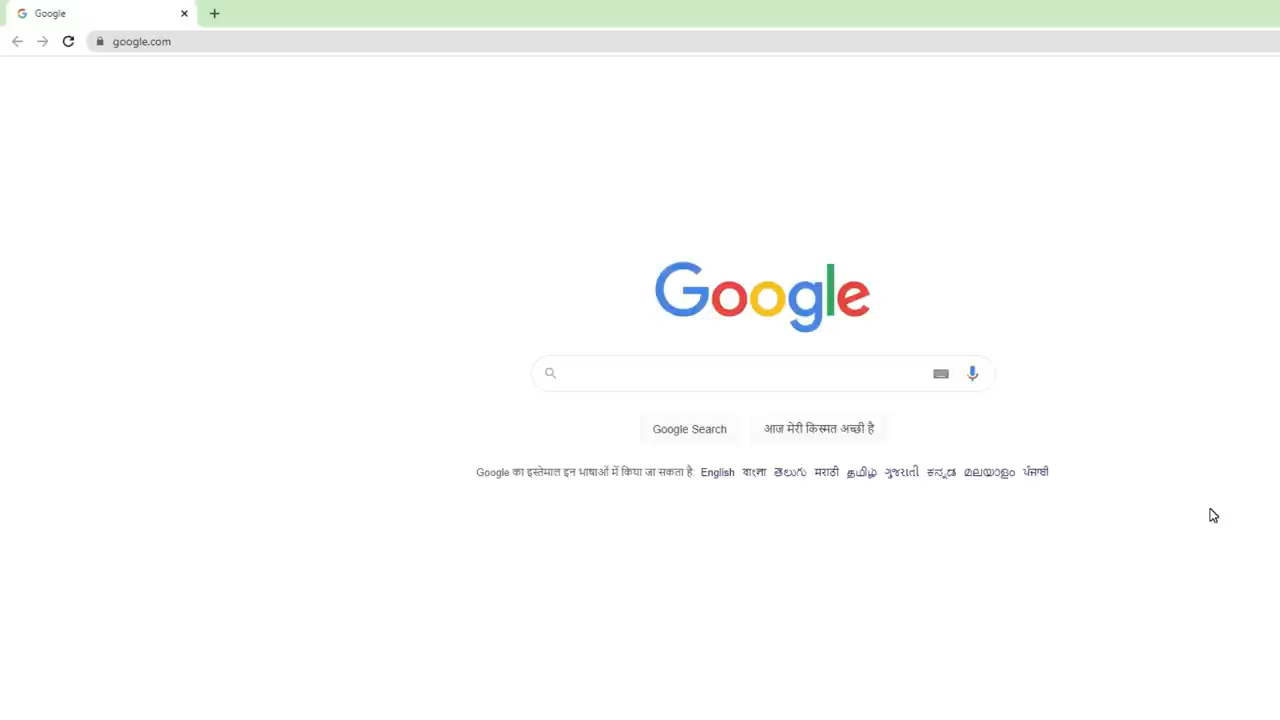 Google
google.com
Google
Google Search
आज मेरी किस्मत अच्छी है
Google का इस्तेमाल इन भाषाओं में किया जा सकता है: English বাংলা తెలుగు मराठी தமிழ் ગુજરાતી ಕನ್ನಡ മലയാളം ਪੰਜਾਬੀ